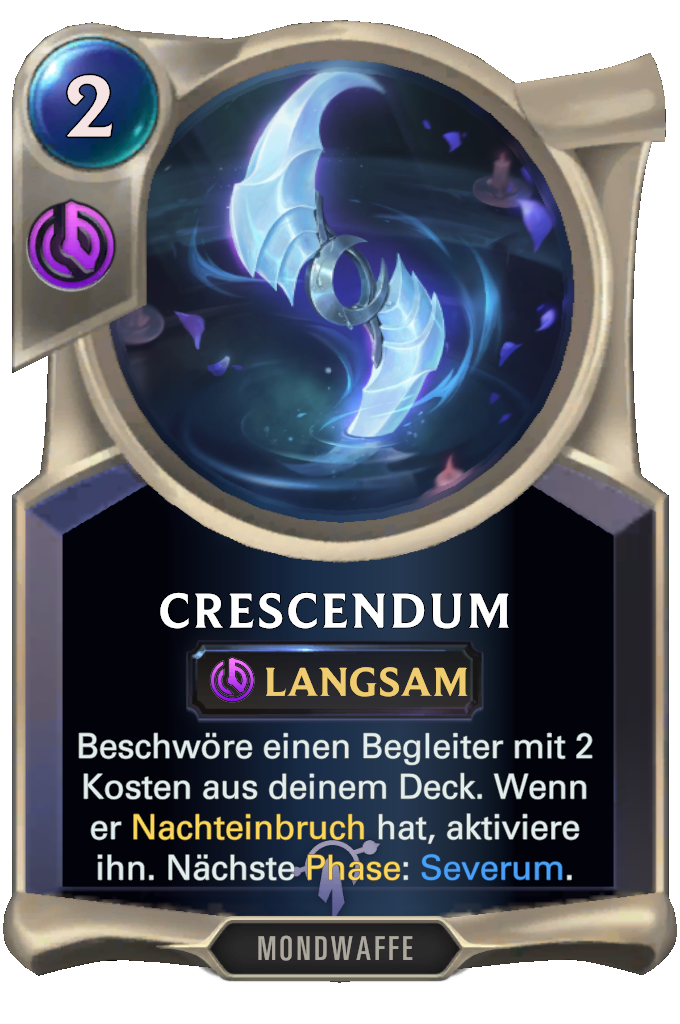 2
CRESCENDUM
LANGSAM
Beschwöre einen Begleiter mit 2
Kosten aus deinem Deck. Wenn
er Nachteinbruch hat, aktiviere
ihn. Nächste Phase: Severum.
MONDWAFFE